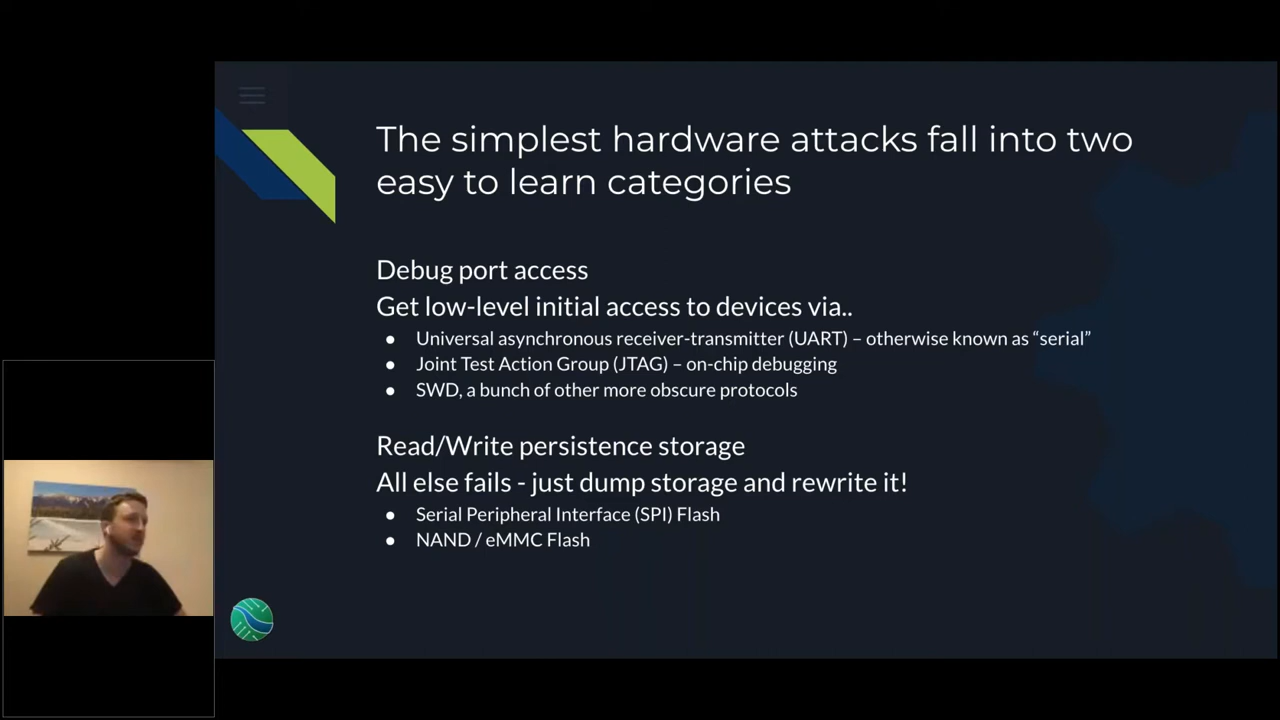 The simplest hardware attacks fall into two
easy to learn categories
Debug port access
Get low-level initial access to devices via..
● Universal asynchronous receiver-transmitter (UART) – otherwise known as “serial”
● Joint Test Action Group (JTAG) – on-chip debugging
● SWD, a bunch of other more obscure protocols
Read/Write persistence storage
All else fails - just dump storage and rewrite it!
● Serial Peripheral Interface (SPI) Flash
● NAND / eMMC Flash